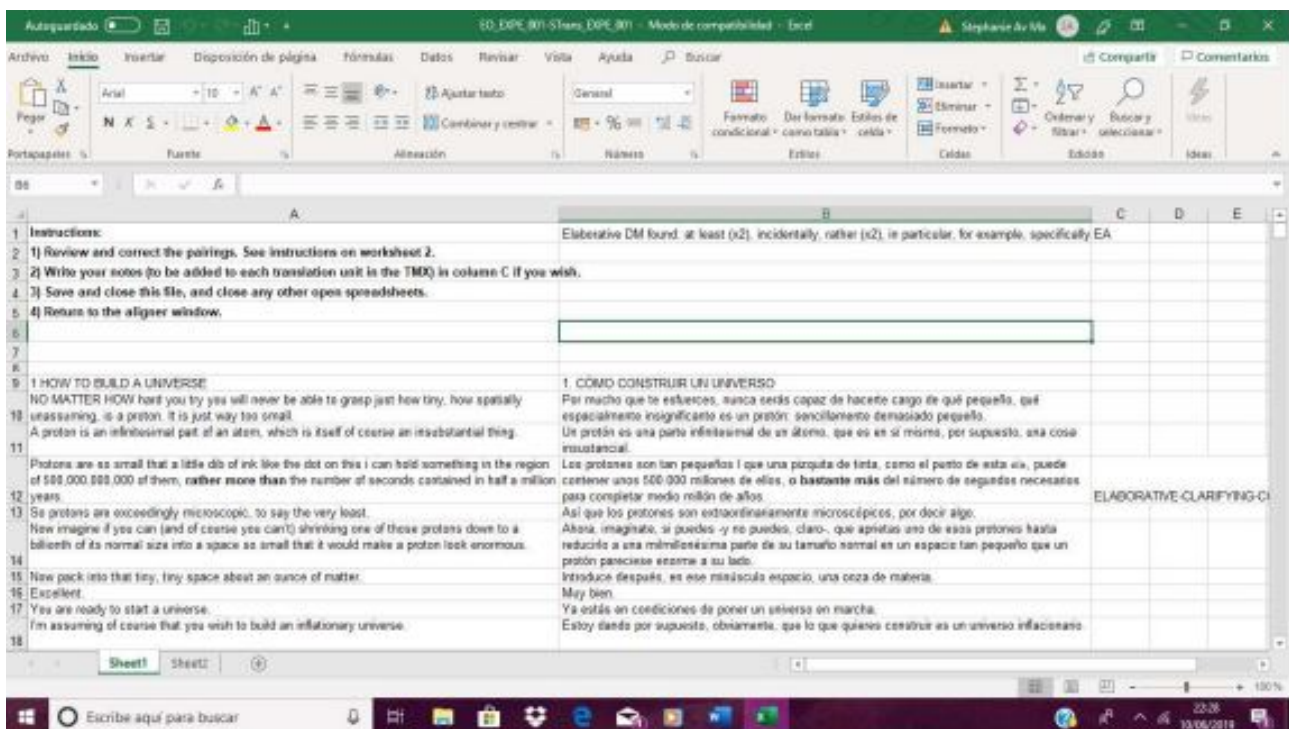 Autoguardado
EO_EXPE_001-STrans_EXPE_001 - Modo de compatibilidad - Excel
Stephanie Av Ma
Archivo Inicio Insertar Disposición de página Fórmulas Datos Revisar Vista Ayuda Buscar
Compartir Comentarios
Pegar
Arial 10
N K S
Ajustar texto
Combinar y centrar
General
Formato condicional
Dar formato como tabla
Estilos de celda
Insertar
Eliminar
Formato
Ordenar y filtrar
Buscar y seleccionar
Ideas
Portapapeles Fuente Alineación Número Estilos Celdas Edición Ideas
B6
A B C D E
1 Instructions: Elaborative DM found: at least (x2), incidentally, rather (x2), in particular, for example, specifically EA
2 1) Review and correct the pairings. See instructions on worksheet 2.
3 2) Write your notes (to be added to each translation unit in the TMX) in column C if you wish.
4 3) Save and close this file, and close any other open spreadsheets.
5 4) Return to the aligner window.
6
7
8
9 1 HOW TO BUILD A UNIVERSE 1. CÓMO CONSTRUIR UN UNIVERSO
NO MATTER HOW hard you try you will never be able to grasp just how tiny, how spatially Por mucho que te esfuerces, nunca serás capaz de hacerte cargo de qué pequeño, qué
10 unassuming, is a proton. It is just way too small. espacialmente insignificante es un protón: sencillamente demasiado pequeño.
A proton is an infinitesimal part of an atom, which is itself of course an insubstantial thing. Un protón es una parte infinitesimal de un átomo, que es en sí mismo, por supuesto, una cosa
11 insustancial.
Protons are so small that a little dib of ink like the dot on this i can hold something in the region Los protones son tan pequeños I que una pizquita de tinta, como el punto de esta «i», puede
of 500,000,000,000 of them, rather more than the number of seconds contained in half a million contener unos 500.000 millones de ellos, o bastante más del número de segundos necesarios
12 years. para completar medio millón de años. ELABORATIVE-CLARIFYING-C
13 So protons are exceedingly microscopic, to say the very least. Así que los protones son extraordinariamente microscópicos, por decir algo.
Now imagine if you can (and of course you can't) shrinking one of those protons down to a Ahora, imagínate, si puedes -y no puedes, claro-, que aprietas uno de esos protones hasta
billionth of its normal size into a space so small that it would make a proton look enormous. reducirlo a una milmillonésima parte de su tamaño normal en un espacio tan pequeño que un
14 protón pareciese enorme a su lado.
15 Now pack into that tiny, tiny space about an ounce of matter. Introduce después, en ese minúsculo espacio, una onza de materia.
16 Excellent. Muy bien.
17 You are ready to start a universe. Ya estás en condiciones de poner un universo en marcha.
I'm assuming of course that you wish to build an inflationary universe. Estoy dando por supuesto, obviamente, que lo que quieres construir es un universo inflacionario.
18
Sheet1 Sheet2
100 %
Escribe aquí para buscar
22:28
10/06/2019